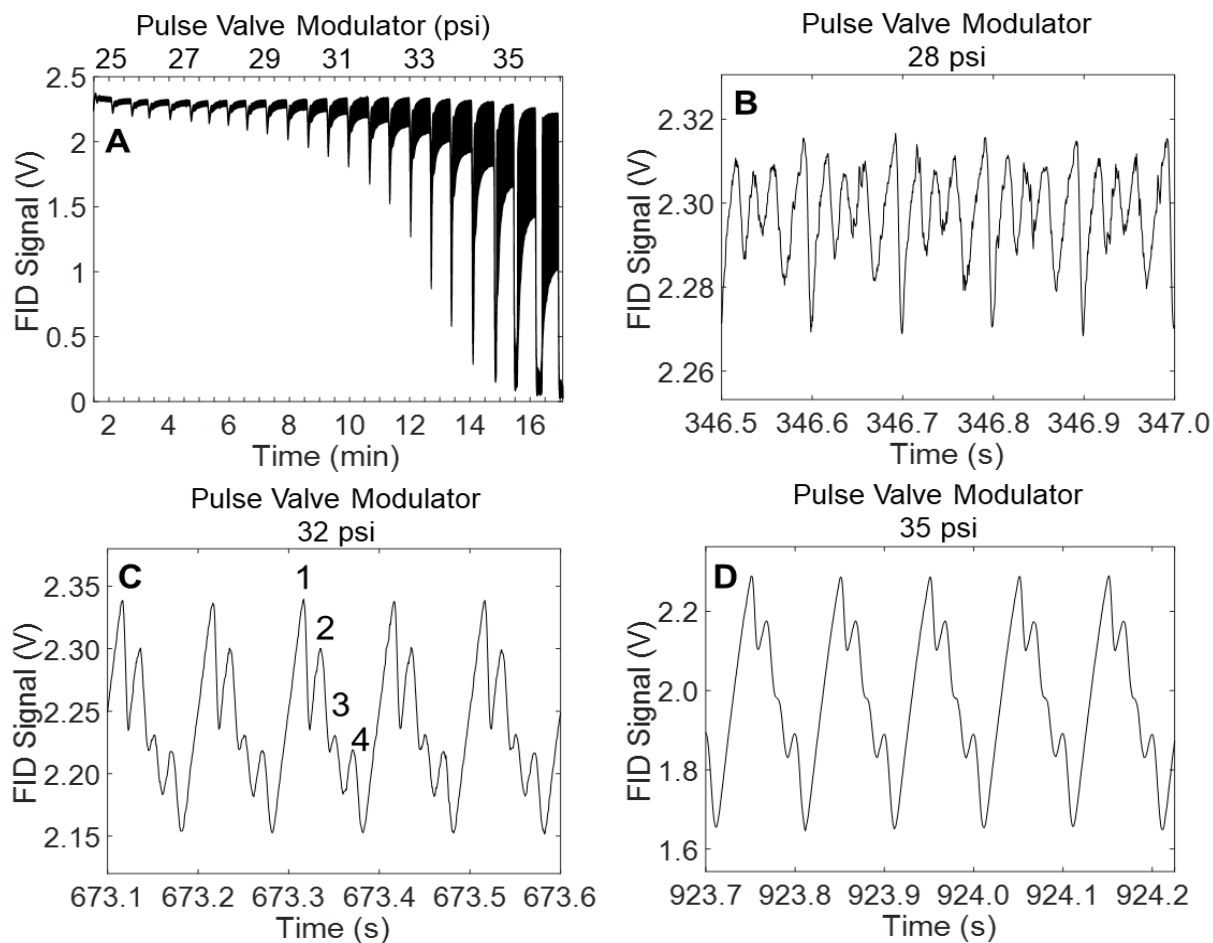 Pulse Valve Modulator (psi)
25 27 29 30 31 33 35
2.5
2
1.5
1
0.5
0
FID Signal (V)
A
2 4 6 8 10 12 14 16
Time (min)
Pulse Valve Modulator
28 psi
B
2.32
2.30
2.28
2.26
FID Signal (V)
346.5 346.6 346.7 346.8 346.9 347.0
Time (s)
Pulse Valve Modulator
32 psi
C
1
2
3
4
2.35
2.30
2.25
2.20
2.15
FID Signal (V)
673.1 673.2 673.3 673.4 673.5 673.6
Time (s)
Pulse Valve Modulator
35 psi
D
2.2
2.0
1.8
1.6
FID Signal (V)
923.7 923.8 923.9 924.0 924.1 924.2
Time (s)